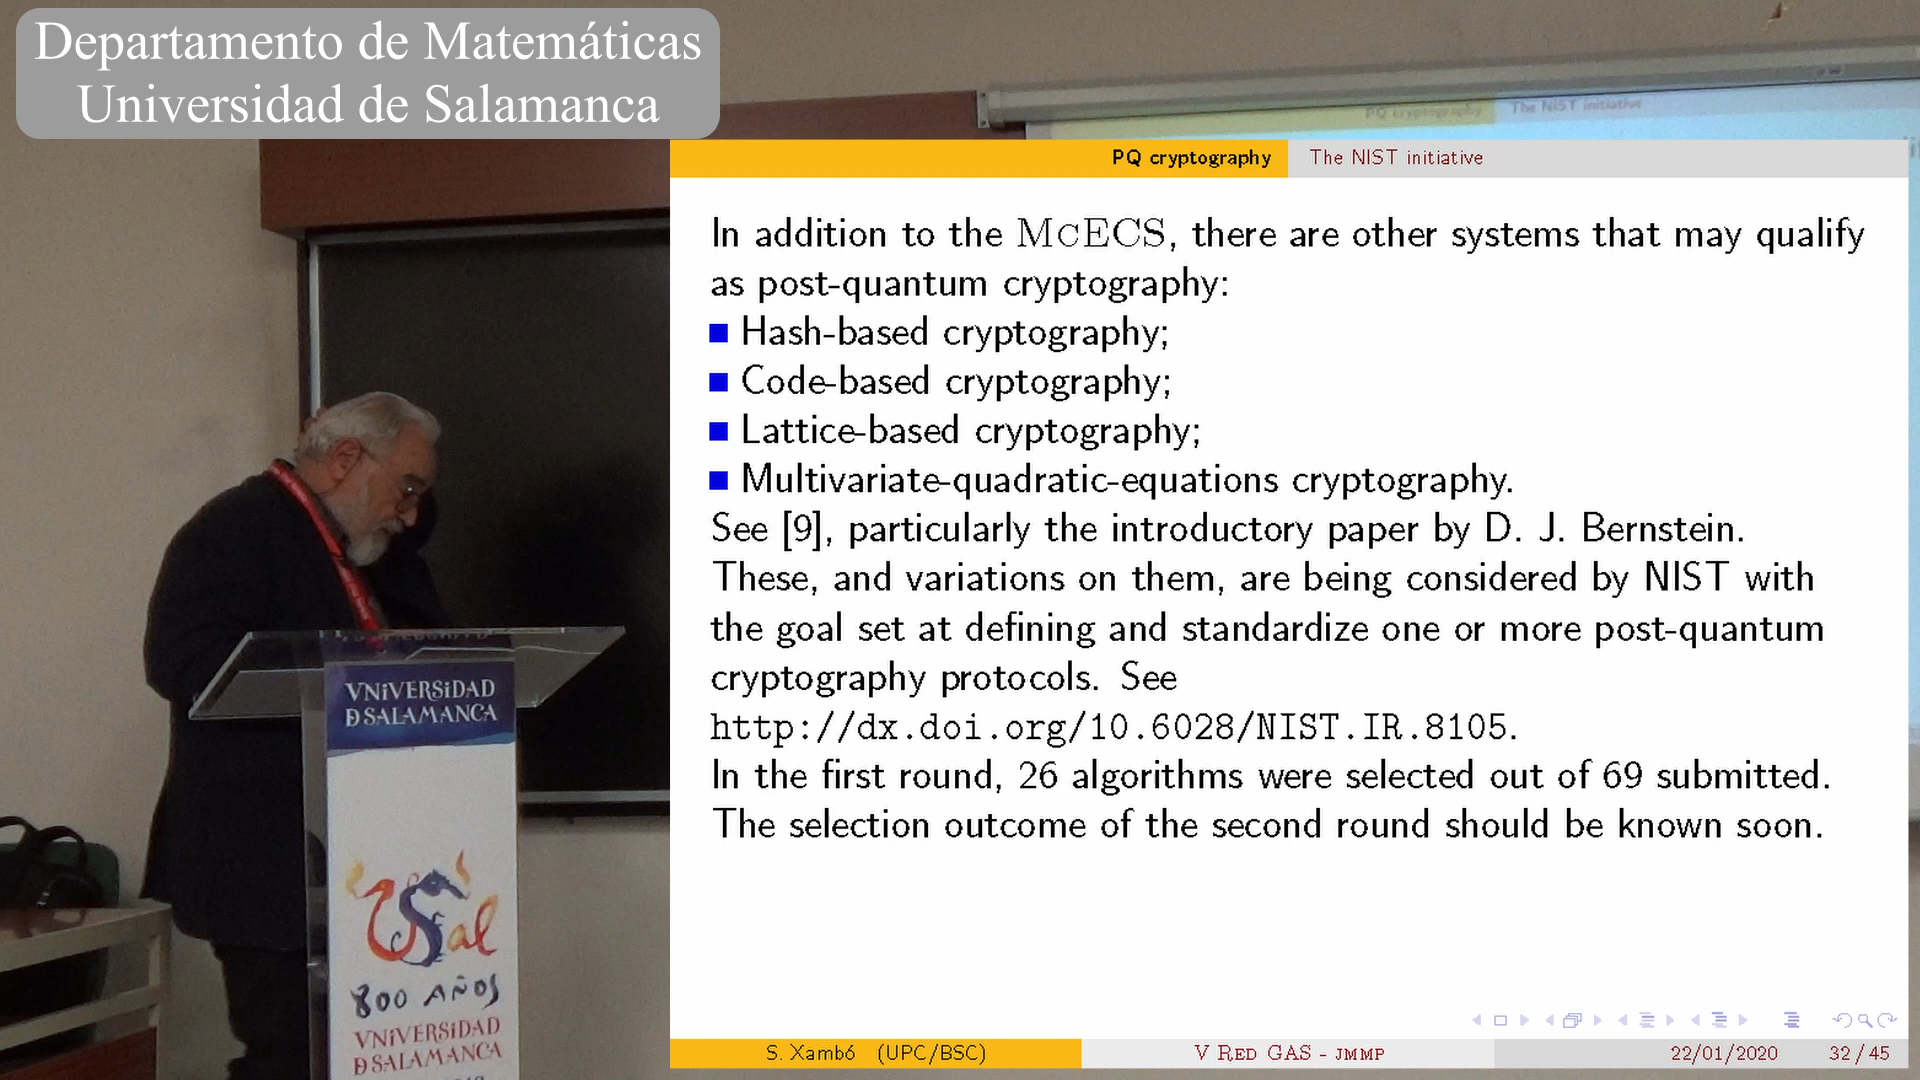 Departamento de Matemáticas
Universidad de Salamanca
PQ cryptography The NIST initiative
PQ cryptography The NIST initiative
In addition to the McECS, there are other systems that may qualify
as post-quantum cryptography:
Hash-based cryptography;
Code-based cryptography;
Lattice-based cryptography;
Multivariate-quadratic-equations cryptography.
See [9], particularly the introductory paper by D. J. Bernstein.
These, and variations on them, are being considered by NIST with
the goal set at defining and standardize one or more post-quantum
cryptography protocols. See
http://dx.doi.org/10.6028/NIST.IR.8105.
In the first round, 26 algorithms were selected out of 69 submitted.
The selection outcome of the second round should be known soon.
S. Xambó (UPC/BSC) V Red GAS - jmmp 22/01/2020 32/45
VNiVERSiDAD
D SALAMANCA
USal
800 AÑOS
VNiVERSiDAD
D SALAMANCA